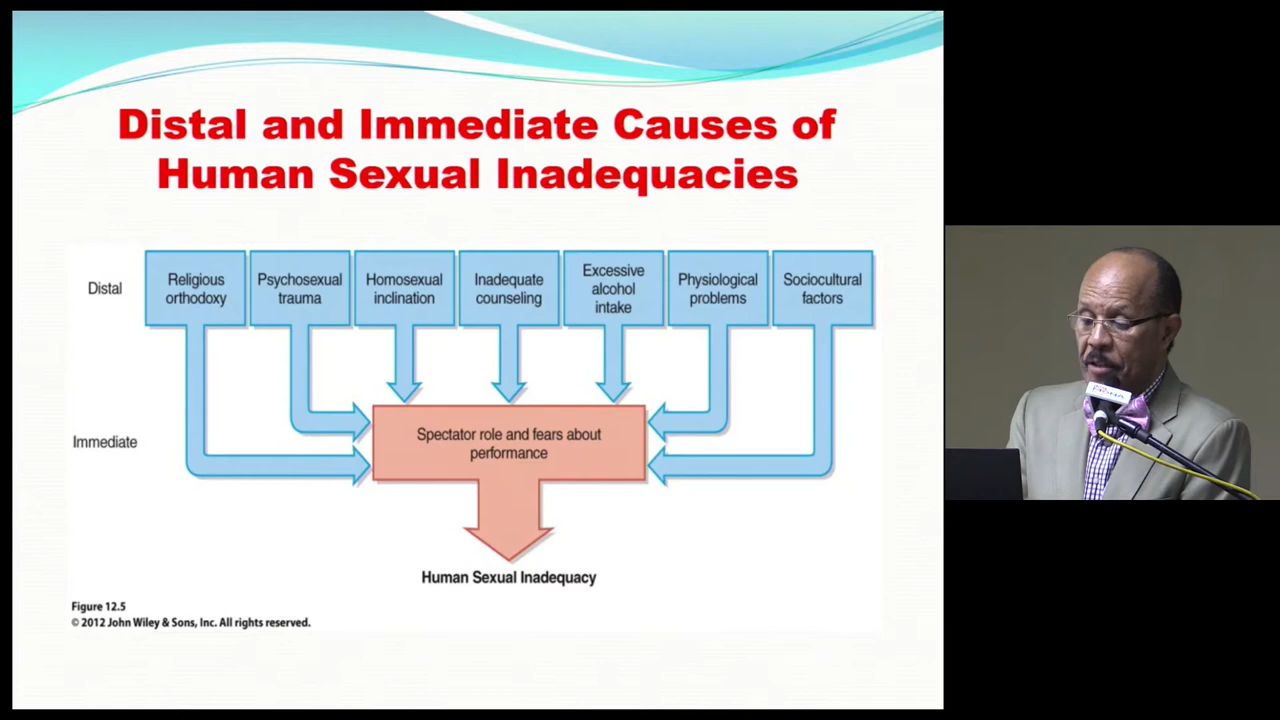 Distal and Immediate Causes of
Human Sexual Inadequacies
Distal
Religious
orthodoxy
Psychosexual
trauma
Homosexual
inclination
Inadequate
counseling
Excessive
alcohol
intake
Physiological
problems
Sociocultural
factors
Immediate
Spectator role and fears about
performance
Human Sexual Inadequacy
Figure 12.5
© 2012 John Wiley & Sons, Inc. All rights reserved.